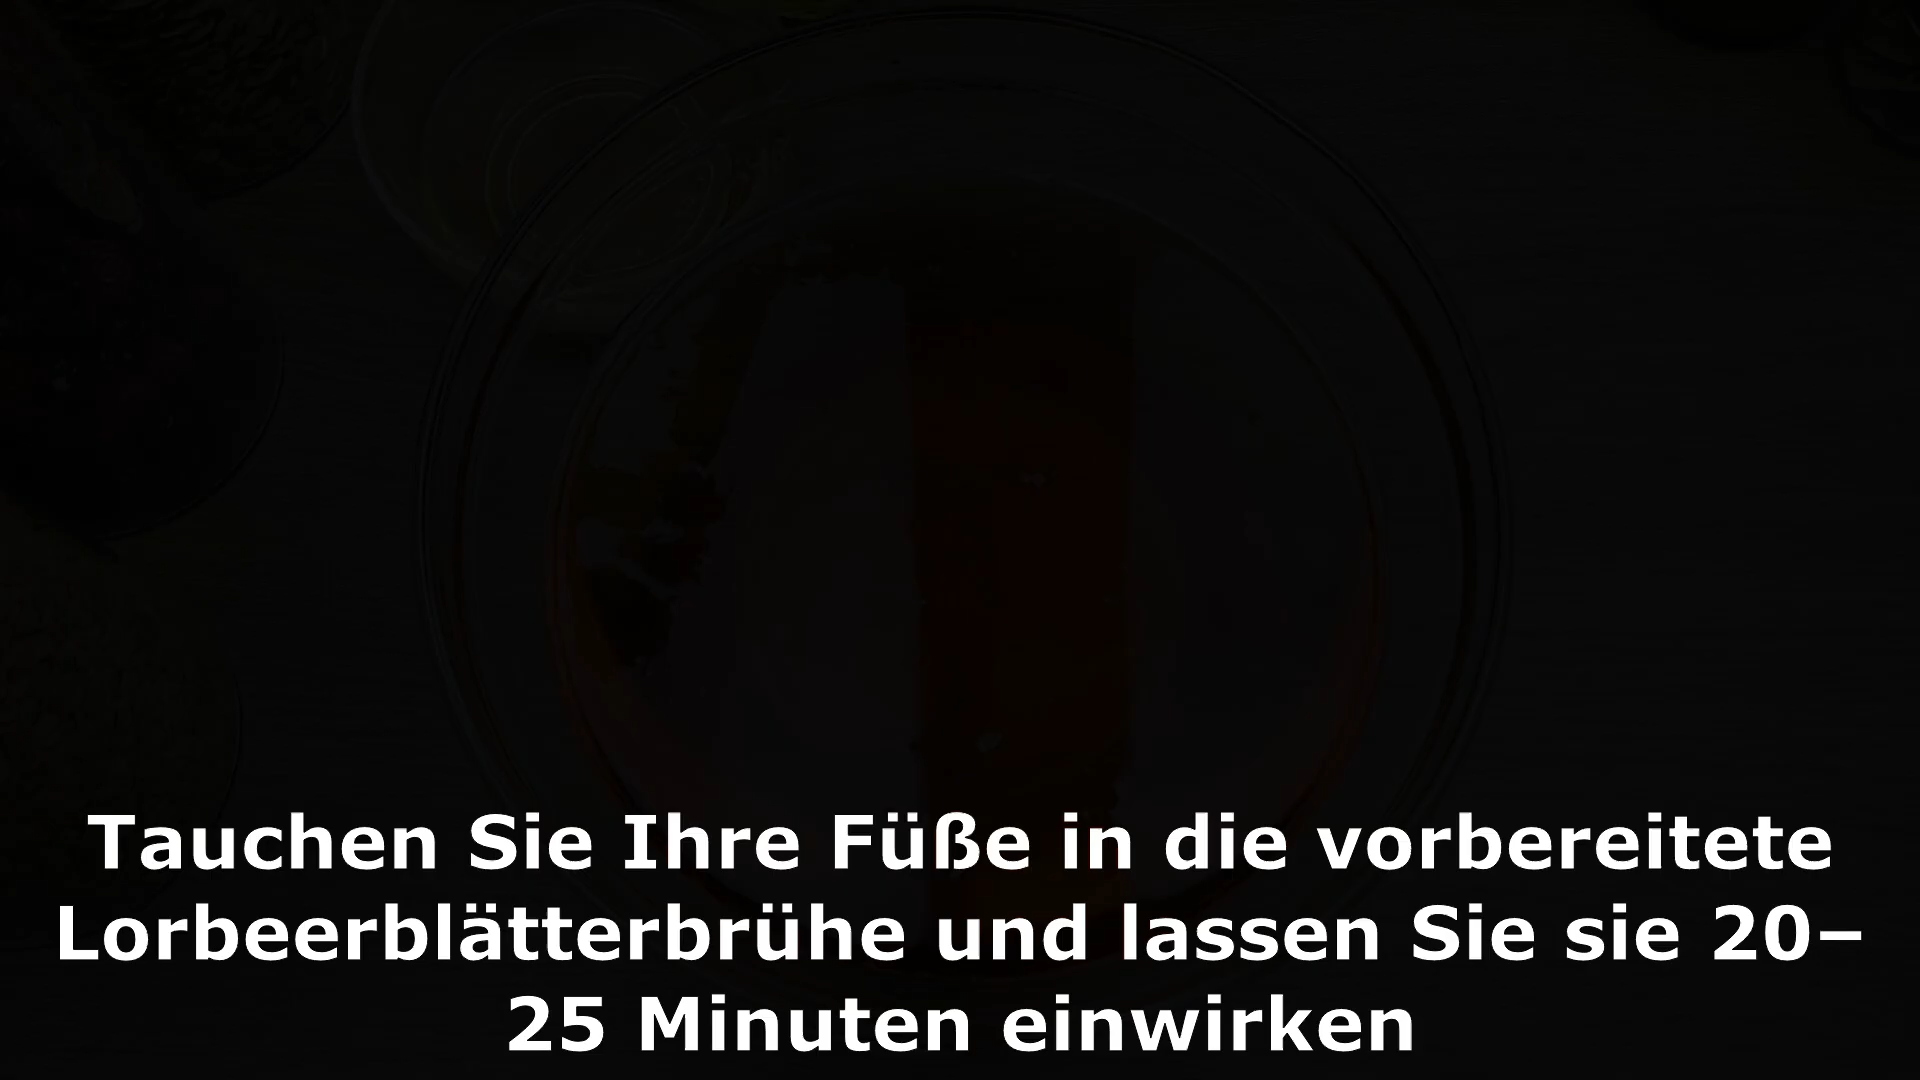 Tauchen Sie Ihre Füße in die vorbereitete
Lorbeerblätterbrühe und lassen Sie sie 20–
25 Minuten einwirken